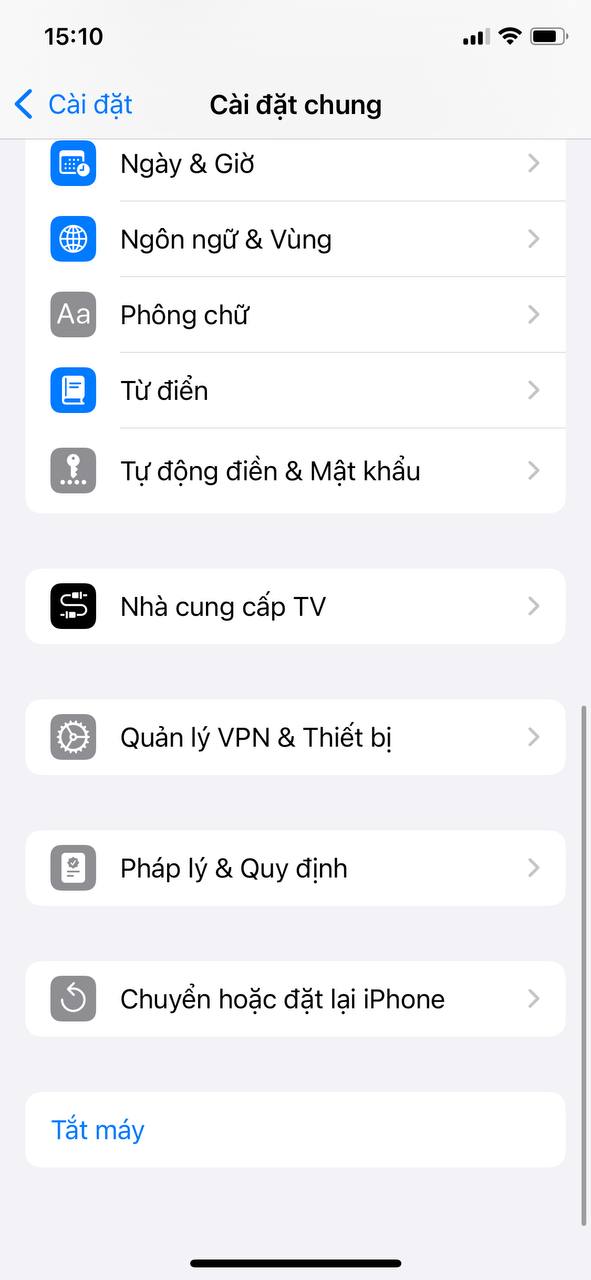 15:10
Cài đặt
Cài đặt chung
Ngày & Giờ
Ngôn ngữ & Vùng
Aa
Phông chữ
Từ điển
Tự động điền & Mật khẩu
Nhà cung cấp TV
Quản lý VPN & Thiết bị
Pháp lý & Quy định
Chuyển hoặc đặt lại iPhone
Tắt máy